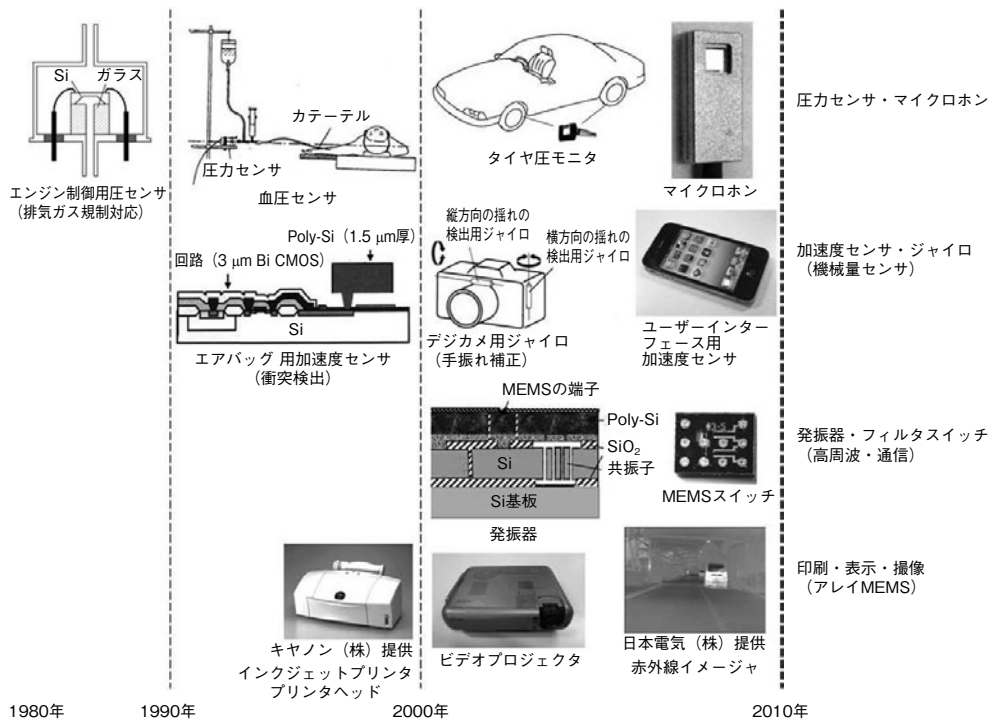 Si
ガラス
エンジン制御用圧センサ
（排気ガス規制対応）
カテーテル
圧力センサ
血圧センサ
タイヤ圧モニタ
マイクロホン
圧力センサ・マイクロホン
回路（3 μm Bi CMOS）
Poly-Si（1.5 μm厚）
Si
エアバッグ 用加速度センサ
（衝突検出）
縦方向の揺れの
検出用ジャイロ
横方向の揺れの
検出用ジャイロ
デジカメ用ジャイロ
（手振れ補正）
ユーザーインター
フェース用
加速度センサ
加速度センサ・ジャイロ
（機械量センサ）
MEMSの端子
Poly-Si
SiO₂
共振子
Si
Si基板
発振器
MEMSスイッチ
発振器・フィルタスイッチ
（高周波・通信）
キヤノン（株）提供
インクジェットプリンタ
プリンタヘッド
ビデオプロジェクタ
日本電気（株）提供
赤外線イメージャ
印刷・表示・撮像
（アレイMEMS）
1980年
1990年
2000年
2010年